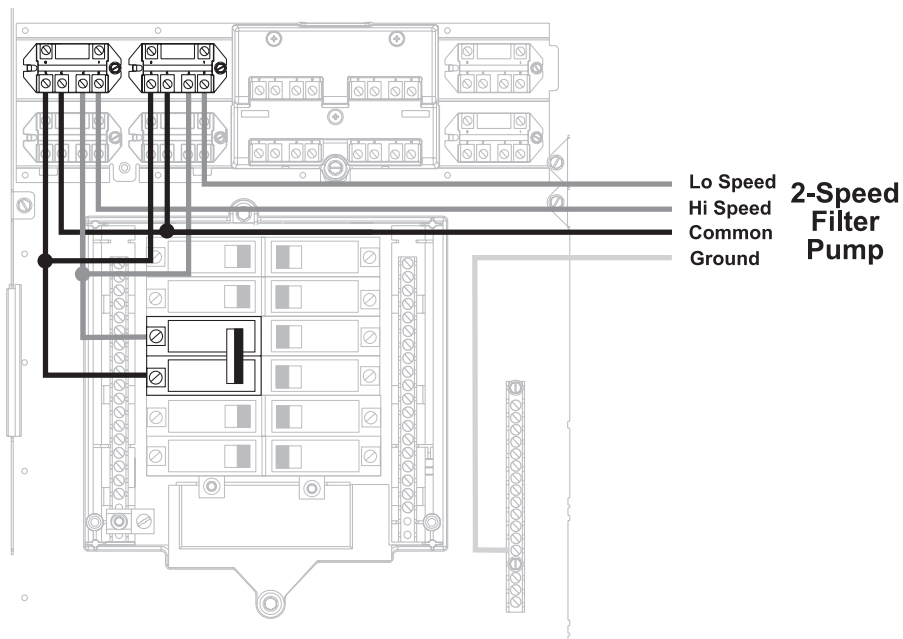 Lo Speed
Hi Speed
Common
Ground
2-Speed
Filter
Pump